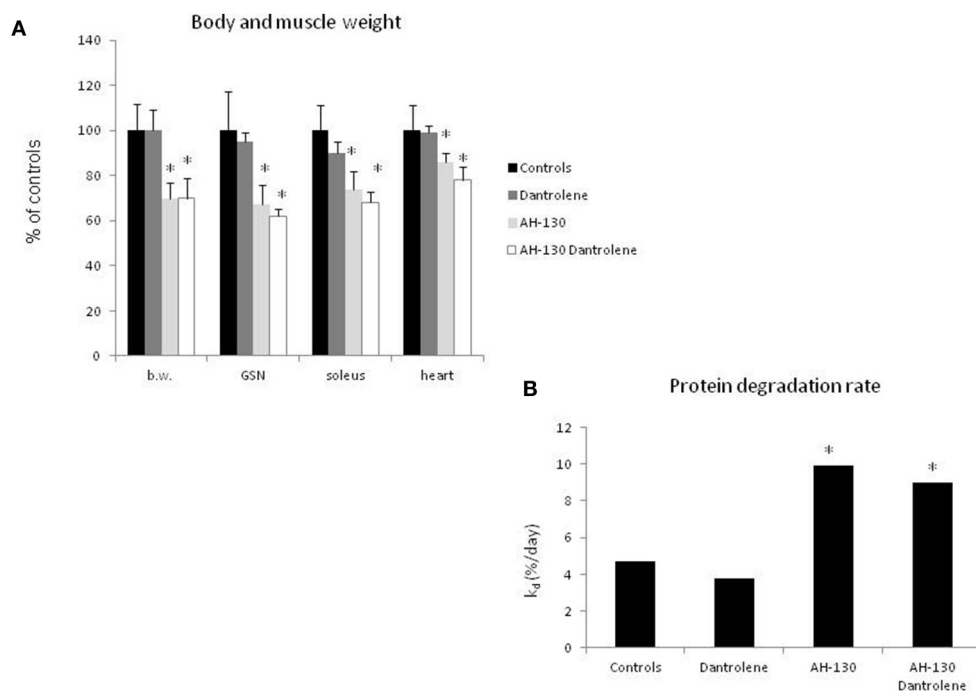 A
Body and muscle weight
140
120
100
80
60
40
20
0
% of controls
* * * * * * * *
b.w. GSN soleus heart
Controls
Dantrolene
AH-130
AH-130 Dantrolene
B
Protein degradation rate
12
10
8
6
4
2
0
kd (%/day)
* *
Controls Dantrolene AH-130 AH-130
Dantrolene